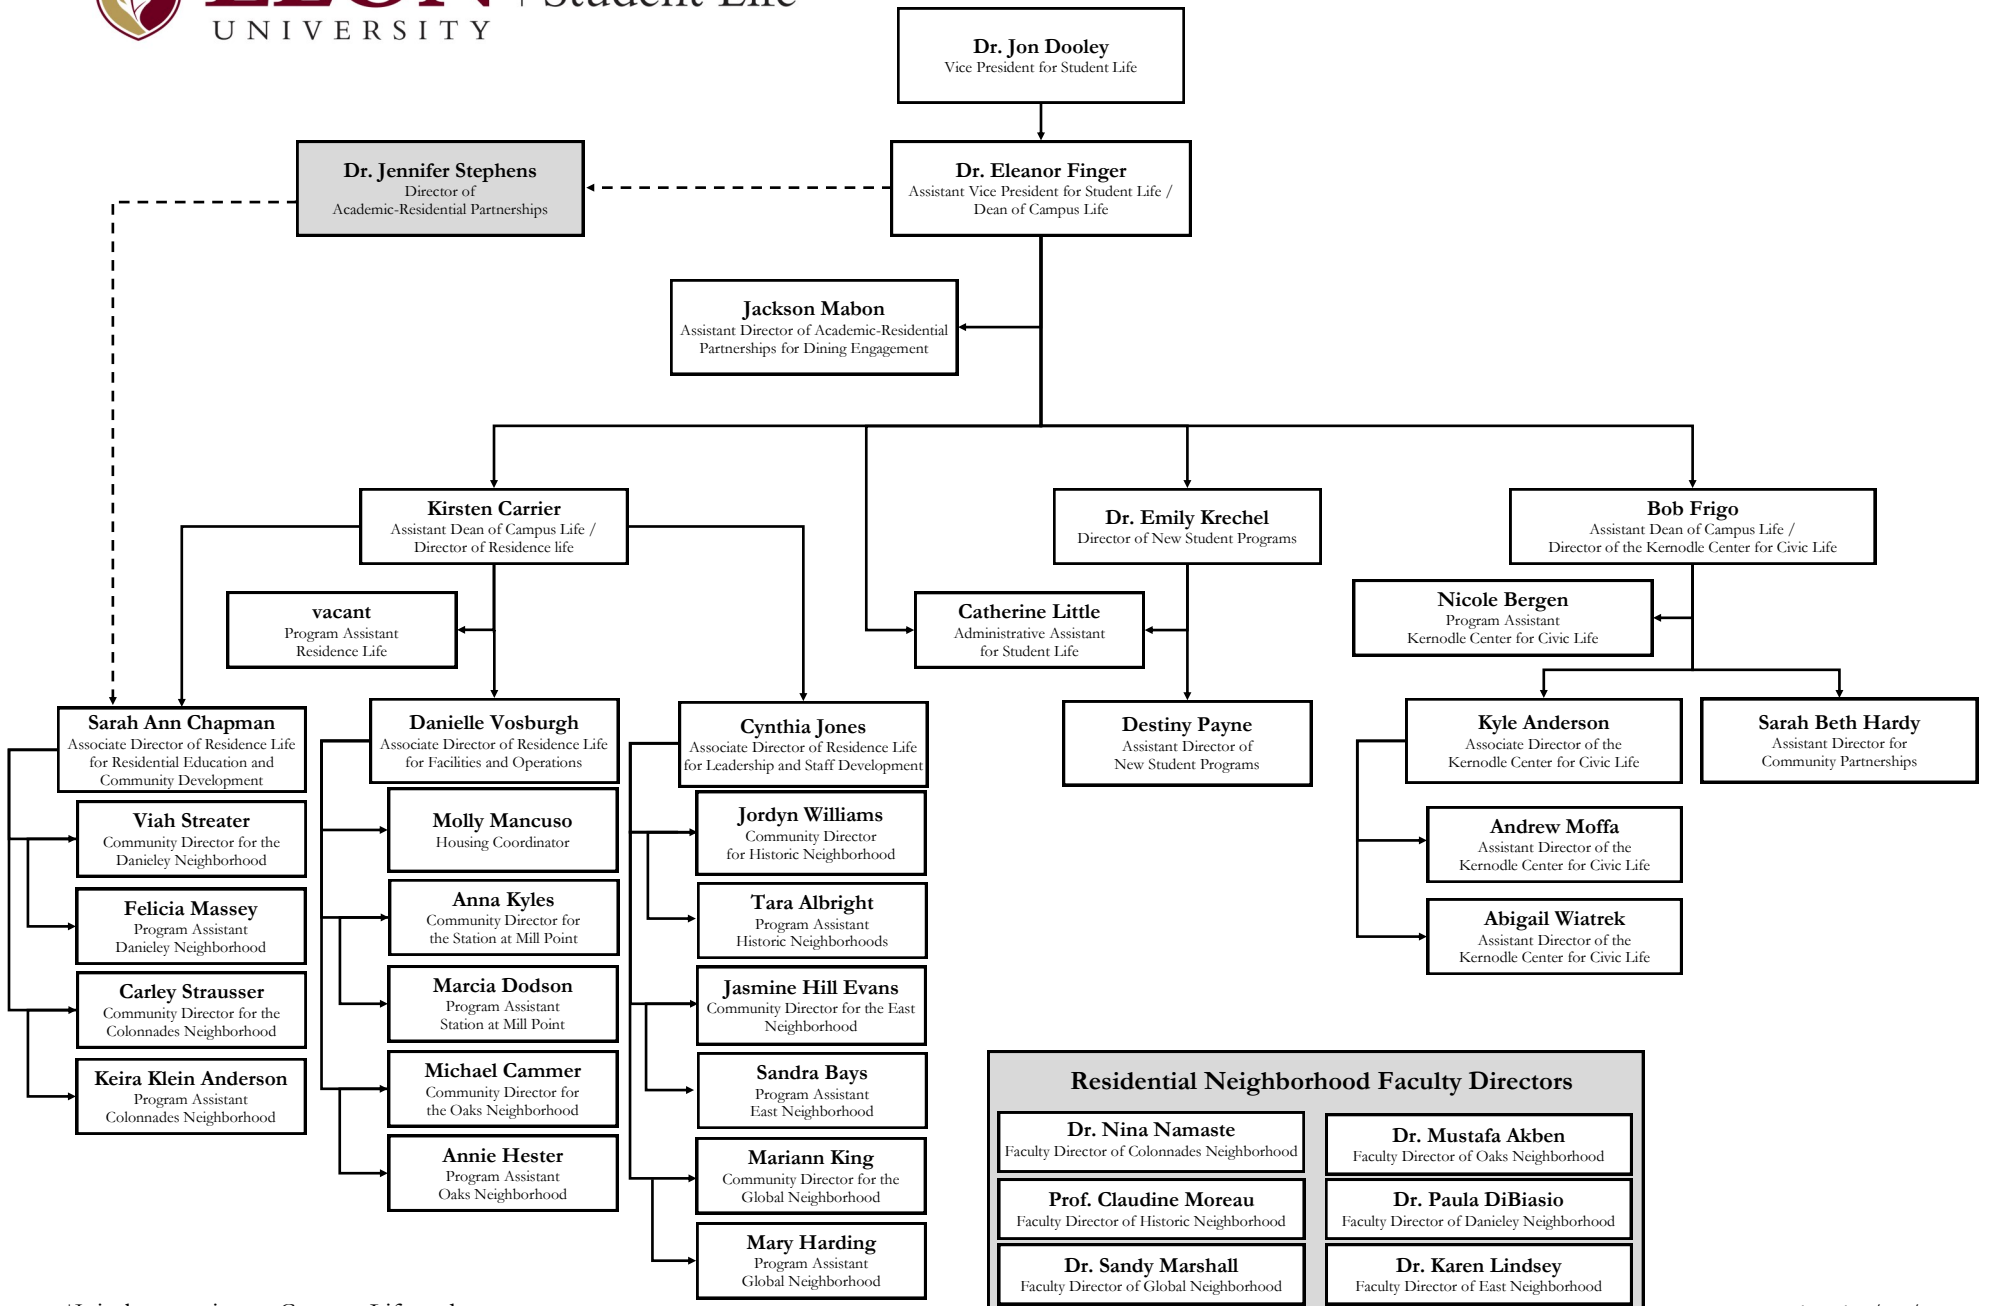 ELON | Student Life
UNIVERSITY
Dr. Jon Dooley
Vice President for Student Life
Dr. Jennifer Stephens
Director of
Academic-Residential Partnerships
Dr. Eleanor Finger
Assistant Vice President for Student Life /
Dean of Campus Life
Jackson Mabon
Assistant Director of Academic-Residential
Partnerships for Dining Engagement
Kirsten Carrier
Assistant Dean of Campus Life /
Director of Residence life
Dr. Emily Krechel
Director of New Student Programs
Bob Frigo
Assistant Dean of Campus Life /
Director of the Kernodle Center for Civic Life
vacant
Program Assistant
Residence Life
Catherine Little
Administrative Assistant
for Student Life
Nicole Bergen
Program Assistant
Kernodle Center for Civic Life
Sarah Ann Chapman
Associate Director of Residence Life
for Residential Education and
Community Development
Viah Streater
Community Director for the
Danieley Neighborhood
Felicia Massey
Program Assistant
Danieley Neighborhood
Carley Strausser
Community Director for the
Colonnades Neighborhood
Keira Klein Anderson
Program Assistant
Colonnades Neighborhood
Danielle Vosburgh
Associate Director of Residence Life
for Facilities and Operations
Molly Mancuso
Housing Coordinator
Anna Kyles
Community Director for
the Station at Mill Point
Marcia Dodson
Program Assistant
Station at Mill Point
Michael Cammer
Community Director for
the Oaks Neighborhood
Annie Hester
Program Assistant
Oaks Neighborhood
Cynthia Jones
Associate Director of Residence Life
for Leadership and Staff Development
Jordyn Williams
Community Director
for Historic Neighborhood
Tara Albright
Program Assistant
Historic Neighborhoods
Jasmine Hill Evans
Community Director for the East
Neighborhood
Sandra Bays
Program Assistant
East Neighborhood
Mariann King
Community Director for the
Global Neighborhood
Mary Harding
Program Assistant
Global Neighborhood
Destiny Payne
Assistant Director of
New Student Programs
Kyle Anderson
Associate Director of the
Kernodle Center for Civic Life
Sarah Beth Hardy
Assistant Director for
Community Partnerships
Andrew Moffa
Assistant Director of the
Kernodle Center for Civic Life
Abigail Wiatrek
Assistant Director of the
Kernodle Center for Civic Life
Residential Neighborhood Faculty Directors
Dr. Nina Namaste
Faculty Director of Colonnades Neighborhood
Dr. Mustafa Akben
Faculty Director of Oaks Neighborhood
Prof. Claudine Moreau
Faculty Director of Historic Neighborhood
Dr. Paula DiBiasio
Faculty Director of Danieley Neighborhood
Dr. Sandy Marshall
Faculty Director of Global Neighborhood
Dr. Karen Lindsey
Faculty Director of East Neighborhood